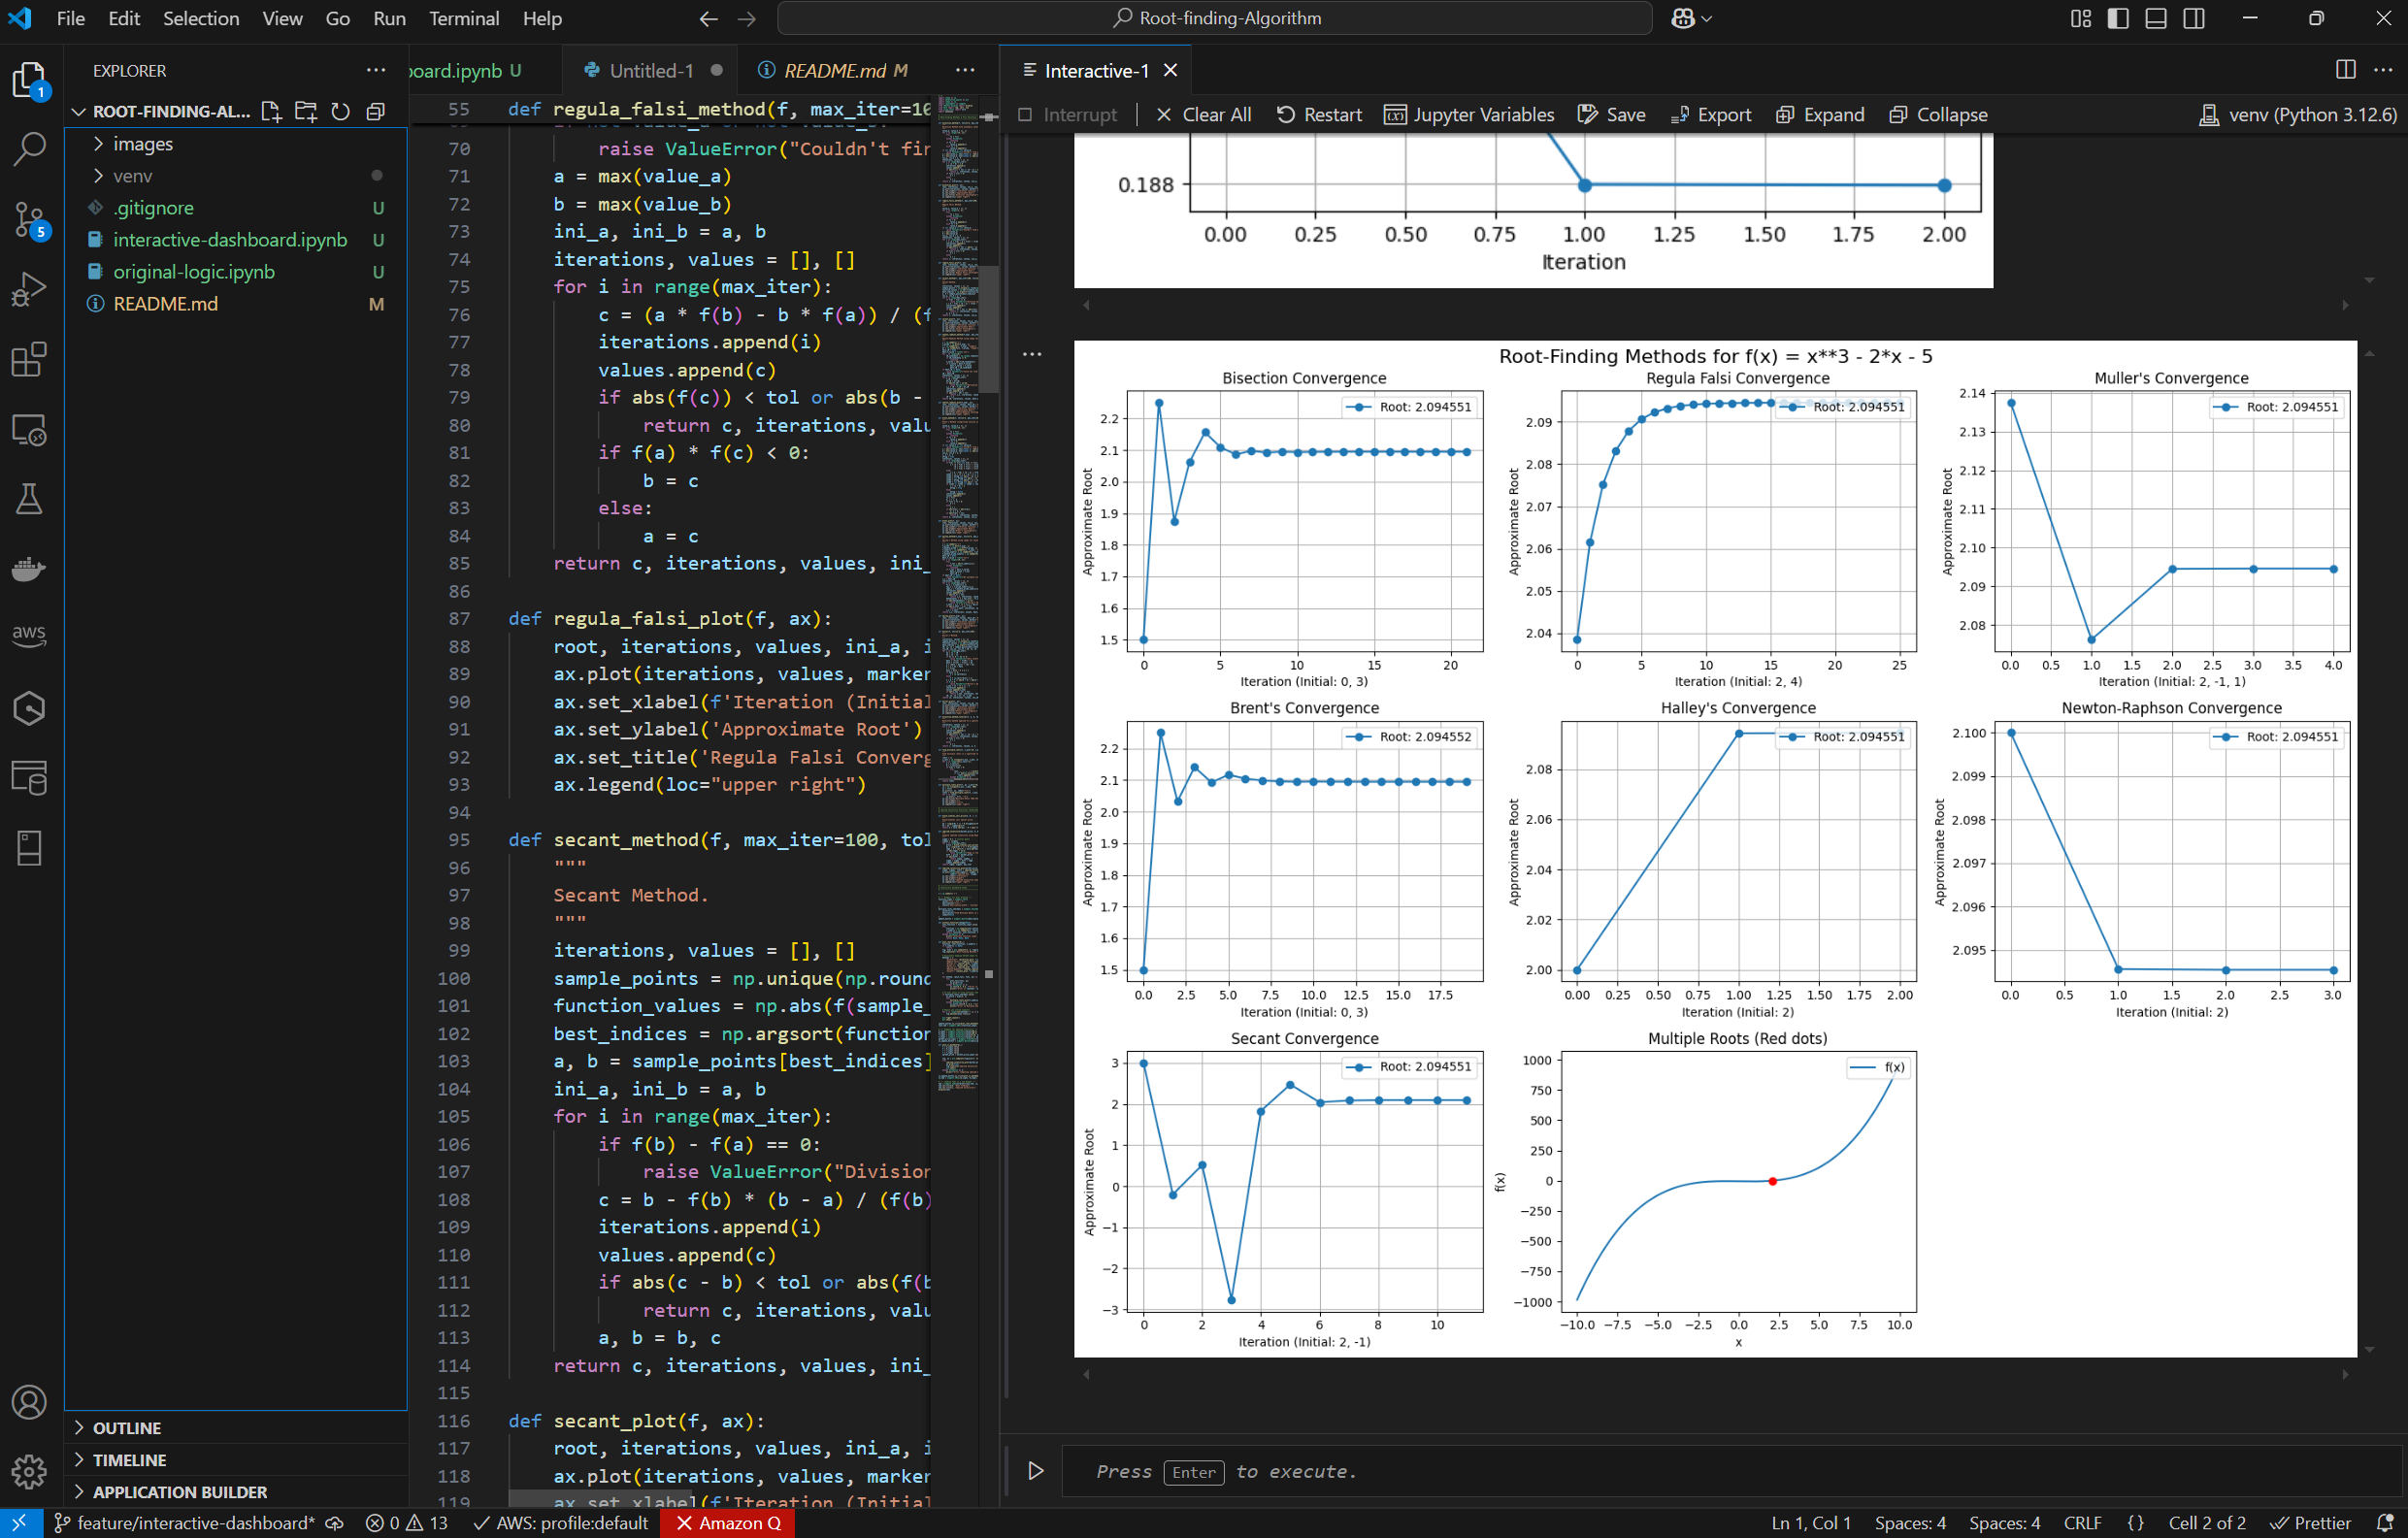 File Edit Selection View Go Run Terminal Help
Root-finding-Algorithm
EXPLORER
ROOT-FINDING-AL...
images
venv
.gitignore U
interactive-dashboard.ipynb U
original-logic.ipynb U
README.md M
OUTLINE
TIMELINE
APPLICATION BUILDER
1
5
aws
board.ipynb U
Untitled-1
README.md M
55 def regula_falsi_method(f, max_iter=10
70 raise ValueError("Couldn't fin
71 a = max(value_a)
72 b = max(value_b)
73 ini_a, ini_b = a, b
74 iterations, values = [], []
75 for i in range(max_iter):
76 c = (a * f(b) - b * f(a)) / (f
77 iterations.append(i)
78 values.append(c)
79 if abs(f(c)) < tol or abs(b -
80 return c, iterations, valu
81 if f(a) * f(c) < 0:
82 b = c
83 else:
84 a = c
85 return c, iterations, values, ini_
86
87 def regula_falsi_plot(f, ax):
88 root, iterations, values, ini_a, i
89 ax.plot(iterations, values, marker
90 ax.set_xlabel(f'Iteration (Initial
91 ax.set_ylabel('Approximate Root')
92 ax.set_title('Regula Falsi Converg
93 ax.legend(loc="upper right")
94
95 def secant_method(f, max_iter=100, tol
96 """
97 Secant Method.
98 """
99 iterations, values = [], []
100 sample_points = np.unique(np.round
101 function_values = np.abs(f(sample_
102 best_indices = np.argsort(function
103 a, b = sample_points[best_indices]
104 ini_a, ini_b = a, b
105 for i in range(max_iter):
106 if f(b) - f(a) == 0:
107 raise ValueError("Division
108 c = b - f(b) * (b - a) / (f(b)
109 iterations.append(i)
110 values.append(c)
111 if abs(c - b) < tol or abs(f(b
112 return c, iterations, valu
113 a, b = b, c
114 return c, iterations, values, ini_
115
116 def secant_plot(f, ax):
117 root, iterations, values, ini_a, i
118 ax.plot(iterations, values, marker
119 ax.set_xlabel(f'Iteration (Initial
Interactive-1
Interrupt Clear All Restart Jupyter Variables Save Export Expand Collapse venv (Python 3.12.6)
0.188
0.00 0.25 0.50 0.75 1.00 1.25 1.50 1.75 2.00
Iteration
Root-Finding Methods for f(x) = x**3 - 2*x - 5
Bisection Convergence
Root: 2.094551
Approximate Root
2.2
2.1
2.0
1.9
1.8
1.7
1.6
1.5
0 5 10 15 20
Iteration (Initial: 0, 3)
Regula Falsi Convergence
Root: 2.094551
Approximate Root
2.09
2.08
2.07
2.06
2.05
2.04
0 5 10 15 20 25
Iteration (Initial: 2, 4)
Muller's Convergence
Root: 2.094551
Approximate Root
2.14
2.13
2.12
2.11
2.10
2.09
2.08
0.0 0.5 1.0 1.5 2.0 2.5 3.0 3.5 4.0
Iteration (Initial: 2, -1, 1)
Brent's Convergence
Root: 2.094552
Approximate Root
2.2
2.1
2.0
1.9
1.8
1.7
1.6
1.5
0.0 2.5 5.0 7.5 10.0 12.5 15.0 17.5
Iteration (Initial: 0, 3)
Halley's Convergence
Root: 2.094551
Approximate Root
2.08
2.06
2.04
2.02
2.00
0.00 0.25 0.50 0.75 1.00 1.25 1.50 1.75 2.00
Iteration (Initial: 2)
Newton-Raphson Convergence
Root: 2.094551
Approximate Root
2.100
2.099
2.098
2.097
2.096
2.095
0.0 0.5 1.0 1.5 2.0 2.5 3.0
Iteration (Initial: 2)
Secant Convergence
Root: 2.094551
Approximate Root
3
2
1
0
−1
−2
−3
0 2 4 6 8 10
Iteration (Initial: 2, -1)
Multiple Roots (Red dots)
f(x)
f(x)
1000
750
500
250
0
−250
−500
−750
−1000
−10.0 −7.5 −5.0 −2.5 0.0 2.5 5.0 7.5 10.0
x
Press Enter to execute.
feature/interactive-dashboard* 0 13 AWS: profile:default Amazon Q
Ln 1, Col 1 Spaces: 4 Spaces: 4 CRLF {} Cell 2 of 2 Prettier